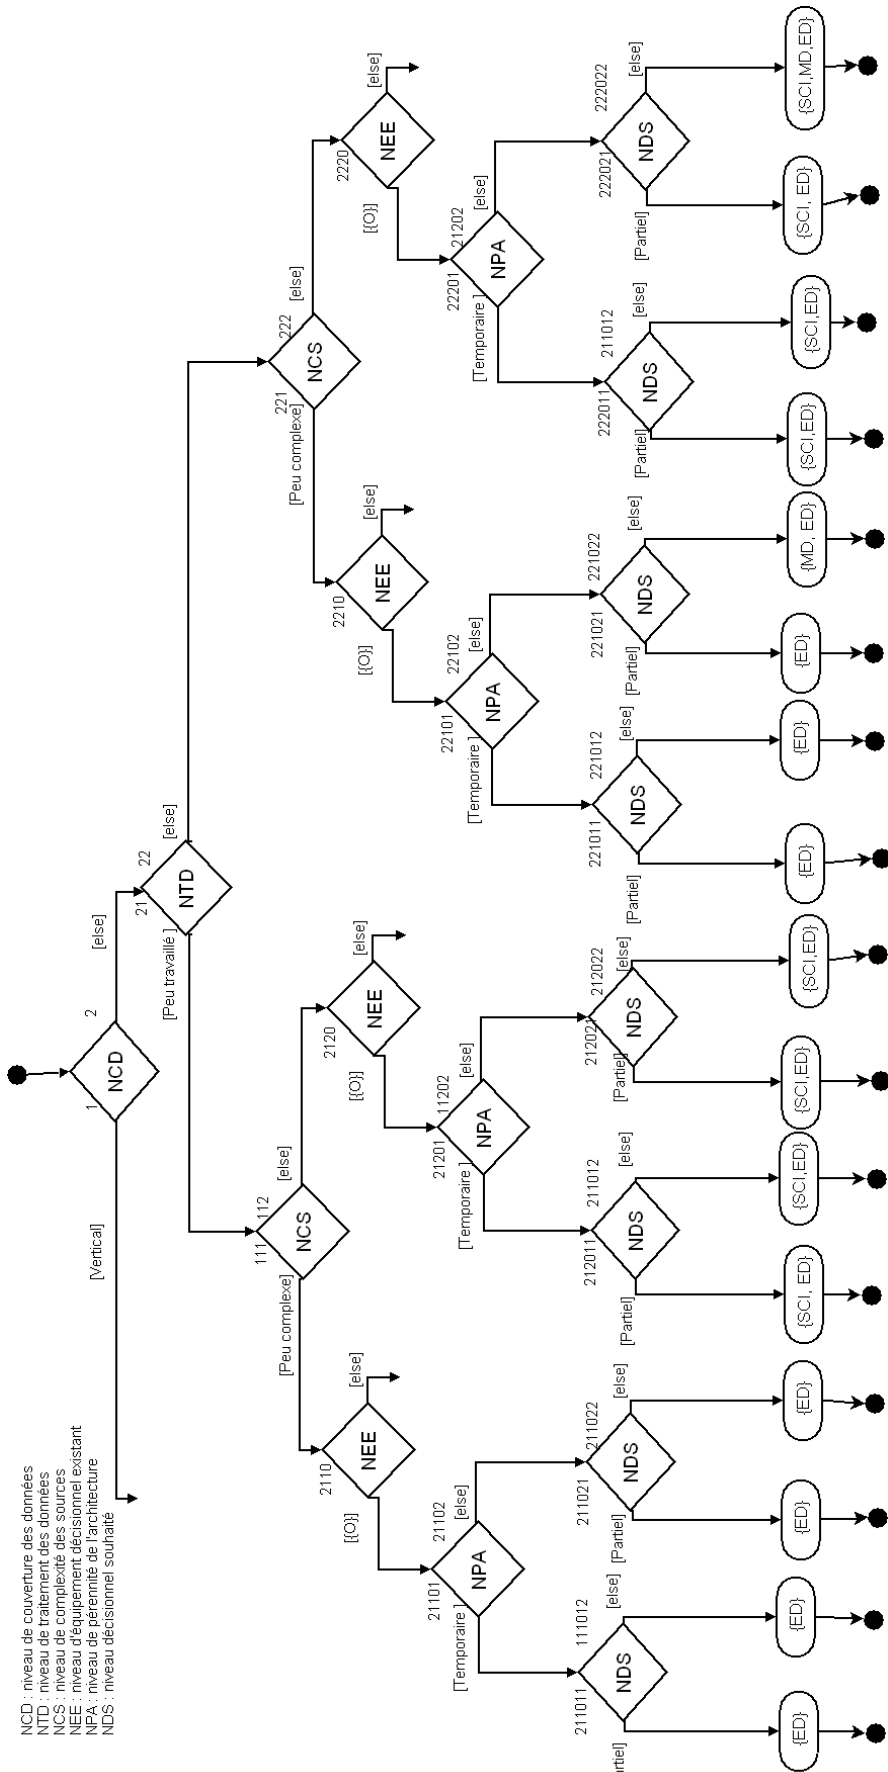 NCD : niveau de couverture des données
NTD : niveau de traitement des données
NCS : niveau de complexité des sources
NEE : niveau d'équipement décisionnel existant
NPA : niveau de pérennité de l'architecture
NDS : niveau décisionnel souhaité
[Vertical]
1
NCD
2
[else]
[Peu travaillé ]
21
NTD
22
[else]
[Peu complexe]
111
NCS
112
[else]
[Peu complexe]
221
NCS
222
[else]
[{O}]
2110
NEE
[else]
[{O}]
2120
NEE
[else]
[{O}]
2210
NEE
[else]
[{O}]
2220
NEE
[else]
[Temporaire ]
21101
NPA
21102
[else]
[Temporaire ]
21201
NPA
11202
[else]
[Temporaire ]
22101
NPA
22102
[else]
[Temporaire ]
22201
NPA
21202
[else]
rtiel]
211011
NDS
111012
[else]
[Partiel]
211021
NDS
211022
[else]
[Partiel]
212011
NDS
211012
[else]
[Partiel]
212021
NDS
212022
[else]
[Partiel]
221011
NDS
221012
[else]
[Partiel]
221021
NDS
221022
[else]
[Partiel]
222011
NDS
211012
[else]
[Partiel]
222021
NDS
222022
[else]
{ED}
{ED}
{ED}
{ED}
{SCI, ED}
{SCI,ED}
{SCI,ED}
{SCI,ED}
{ED}
{ED}
{ED}
{MD, ED}
{SCI,ED}
{SCI,ED}
{SCI, ED}
{SCI,MD,ED}